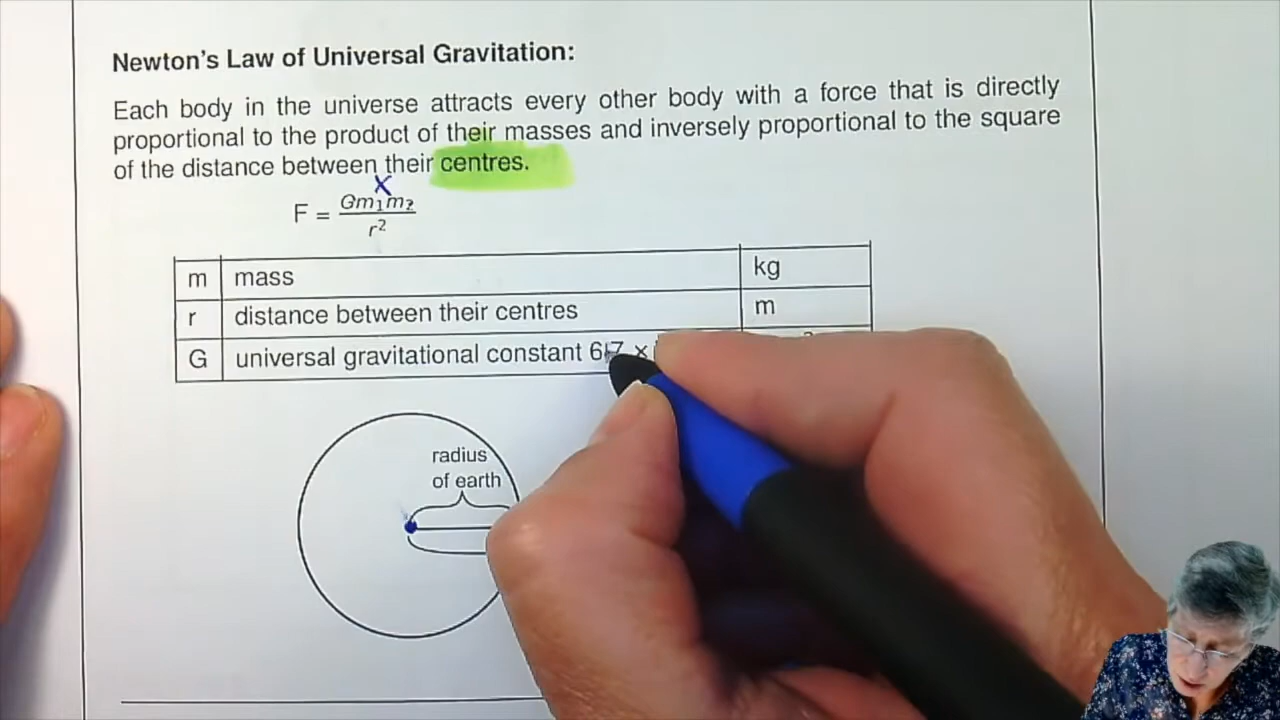 Newton's Law of Universal Gravitation:
Each body in the universe attracts every other body with a force that is directly
proportional to the product of their masses and inversely proportional to the square
of the distance between their centres.
x
F = Gm₁m₂ / r²
m mass kg
r distance between their centres m
G universal gravitational constant 6,7 ×
radius
of earth